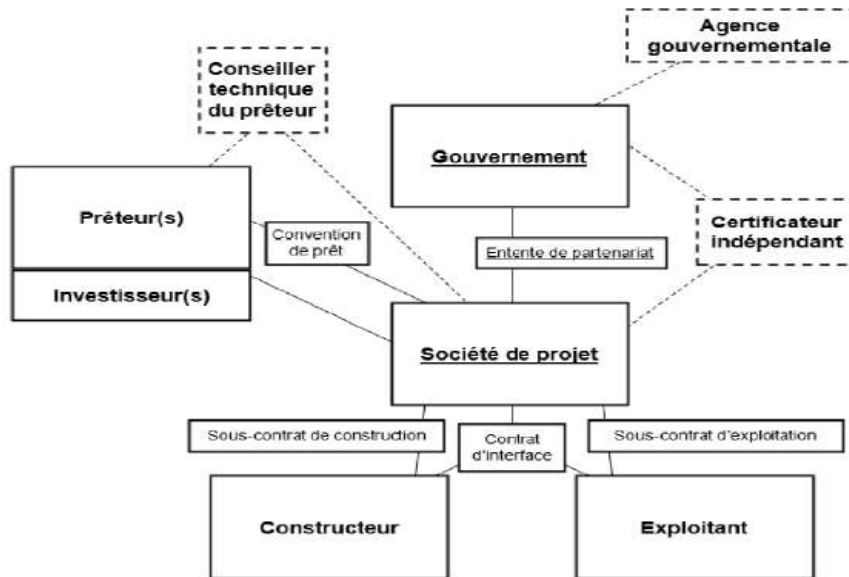 Agence
gouvernementale
Conseiller
technique
du prêteur
Gouvernement
Prêteur(s)
Convention
de prêt
Certificateur
indépendant
Entente de partenariat
Investisseur(s)
Société de projet
Sous-contrat de construction
Contrat
d'interface
Sous-contrat d'exploitation
Constructeur
Exploitant